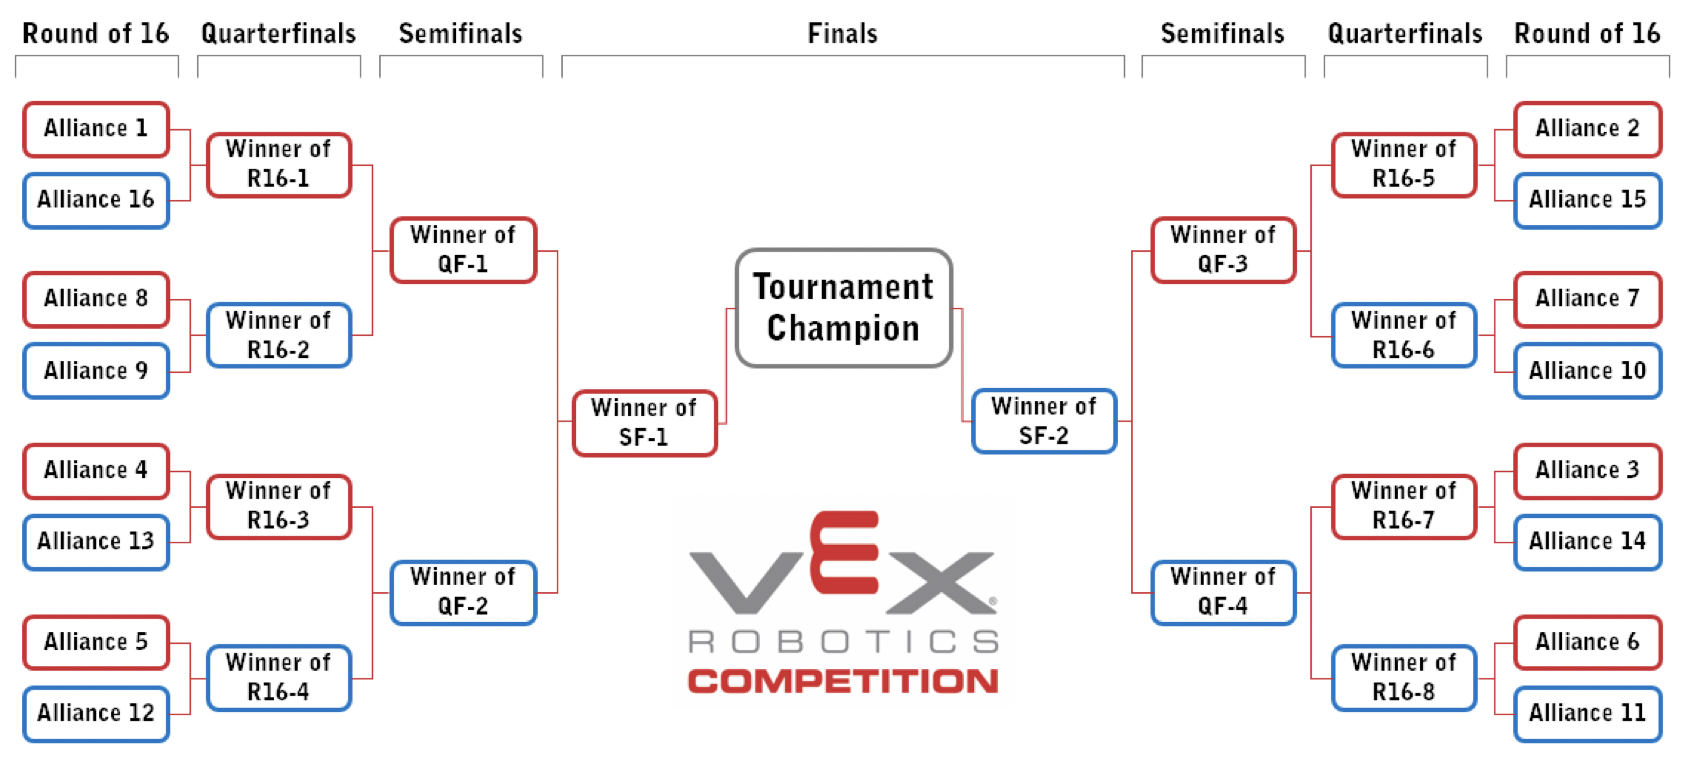 Round of 16
Quarterfinals
Semifinals
Finals
Semifinals
Quarterfinals
Round of 16
Alliance 1
Alliance 16
Alliance 8
Alliance 9
Alliance 4
Alliance 13
Alliance 5
Alliance 12
Winner of
R16-1
Winner of
R16-2
Winner of
R16-3
Winner of
R16-4
Winner of
QF-1
Winner of
QF-2
Winner of
SF-1
Tournament
Champion
Winner of
SF-2
Winner of
QF-3
Winner of
QF-4
Winner of
R16-5
Winner of
R16-6
Winner of
R16-7
Winner of
R16-8
Alliance 2
Alliance 15
Alliance 7
Alliance 10
Alliance 3
Alliance 14
Alliance 6
Alliance 11
VEX®
ROBOTICS
COMPETITION